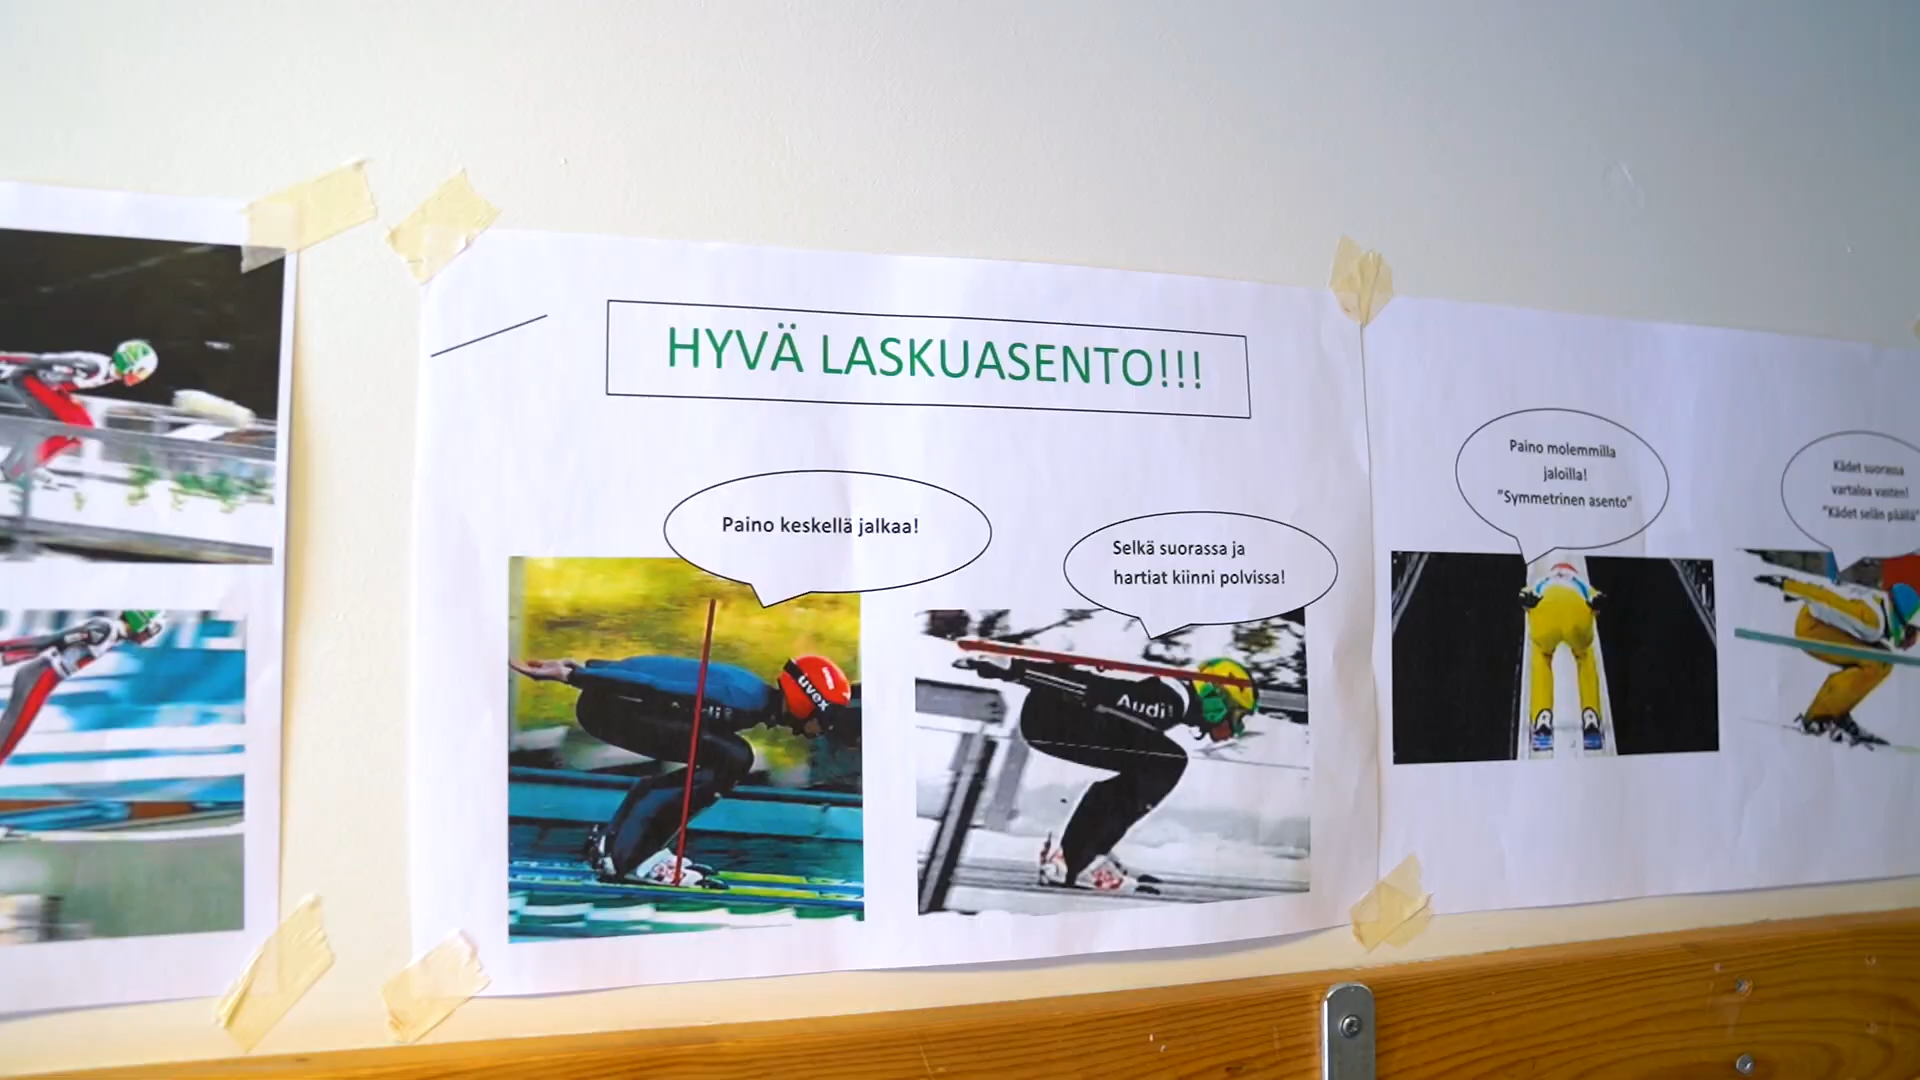 HYVÄ LASKUASENTO!!!
Paino keskellä jalkaa!
Selkä suorassa ja
hartiat kiinni polvissa!
Paino molemmilla
jaloilla!
"Symmetrinen asento"
Kädet suorassa
vartaloa vasten!
"Kädet selän päällä"
uvex
Audi
Audi